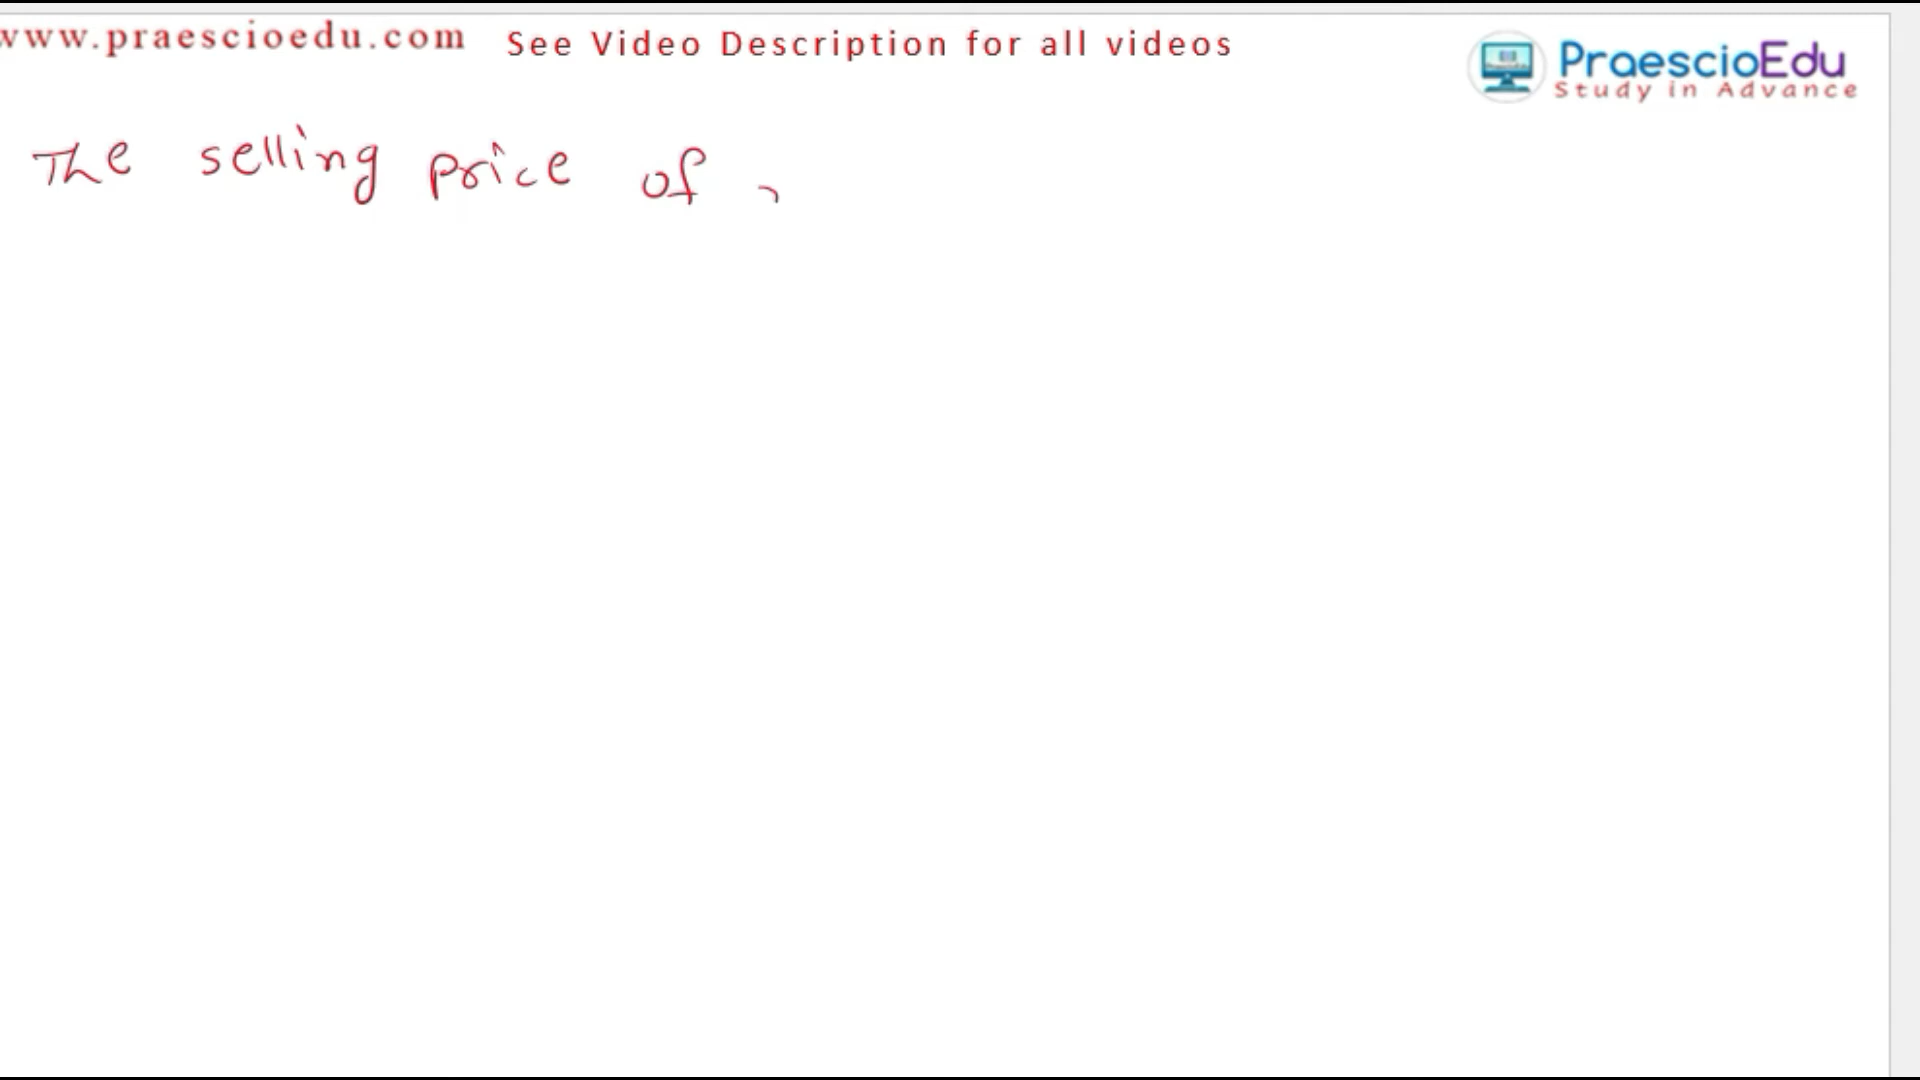 www.praescioedu.com See Video Description for all videos
PraescioEdu
Study in Advance
The selling price of